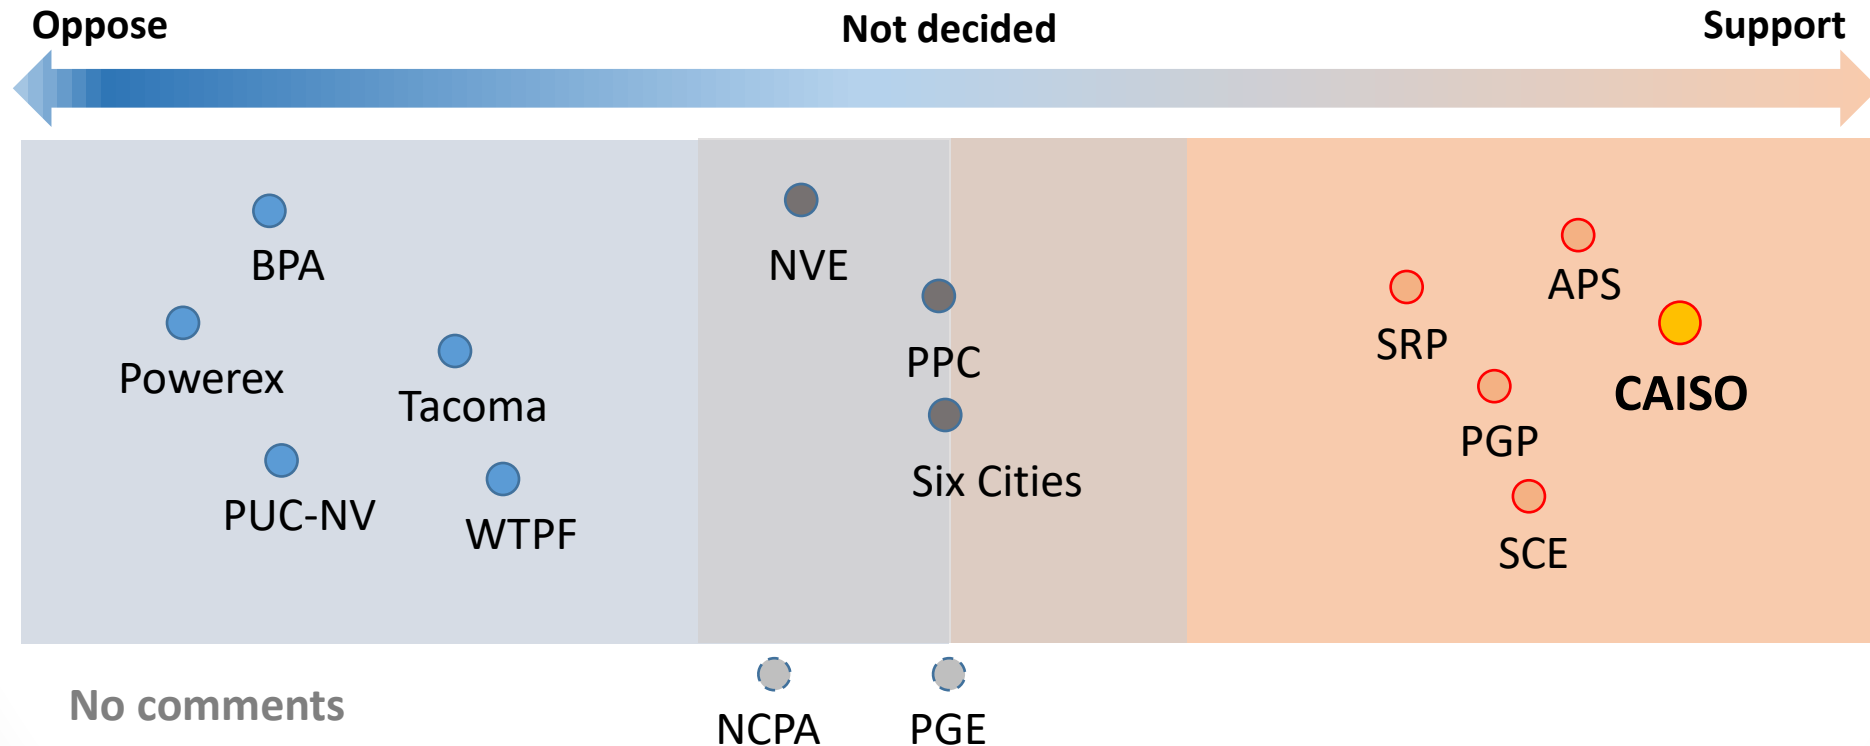 Oppose
Not decided
Support
BPA
NVE
APS
SRP
Powerex
PPC
CAISO
Tacoma
PGP
Six Cities
PUC-NV
WTPF
SCE
No comments
NCPA
PGE